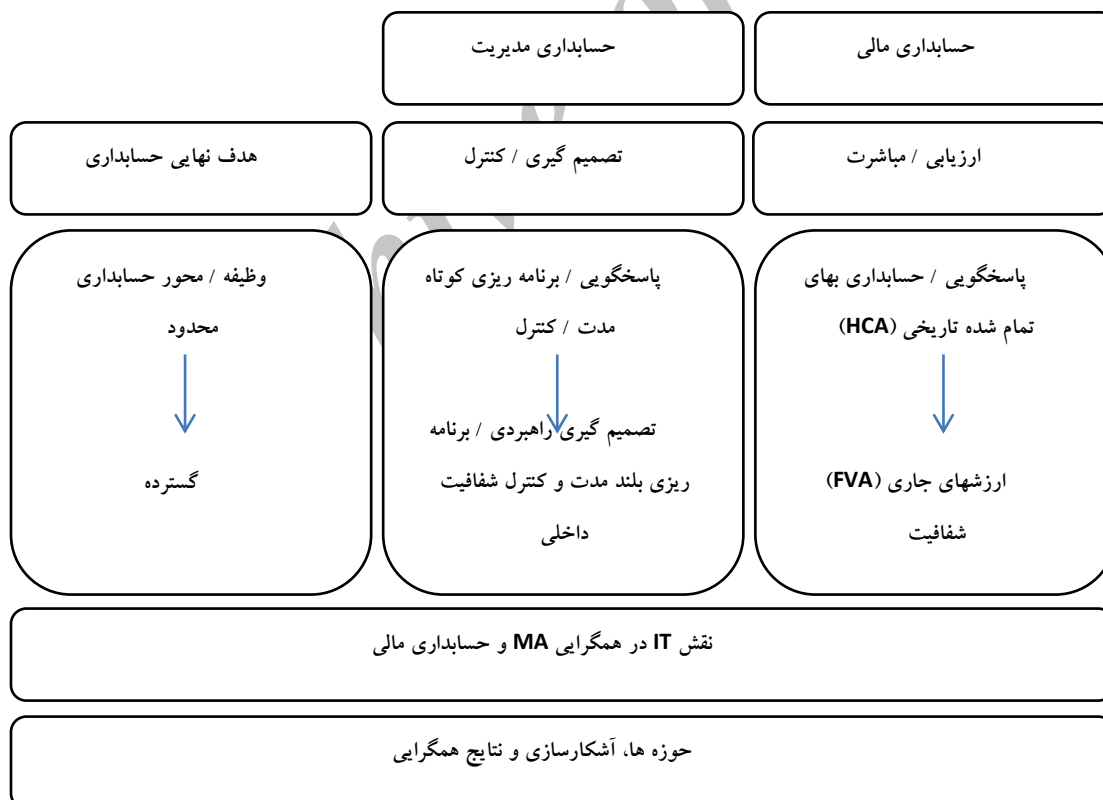 حسابداری مالی
حسابداری مدیریت
ارزیابی / مباشرت
تصمیم گیری / کنترل
هدف نهایی حسابداری
پاسخگویی / حسابداری بهای
تمام شده تاریخی (HCA)
ارزشهای جاری (FVA)
شفافیت
پاسخگویی / برنامه ریزی کوتاه
مدت / کنترل
تصمیم گیری راهبردی / برنامه
ریزی بلند مدت و کنترل شفافیت
داخلی
وظیفه / محور حسابداری
محدود
گسترده
نقش IT در همگرایی MA و حسابداری مالی
حوزه ها، آشکارسازی و نتایج همگرایی